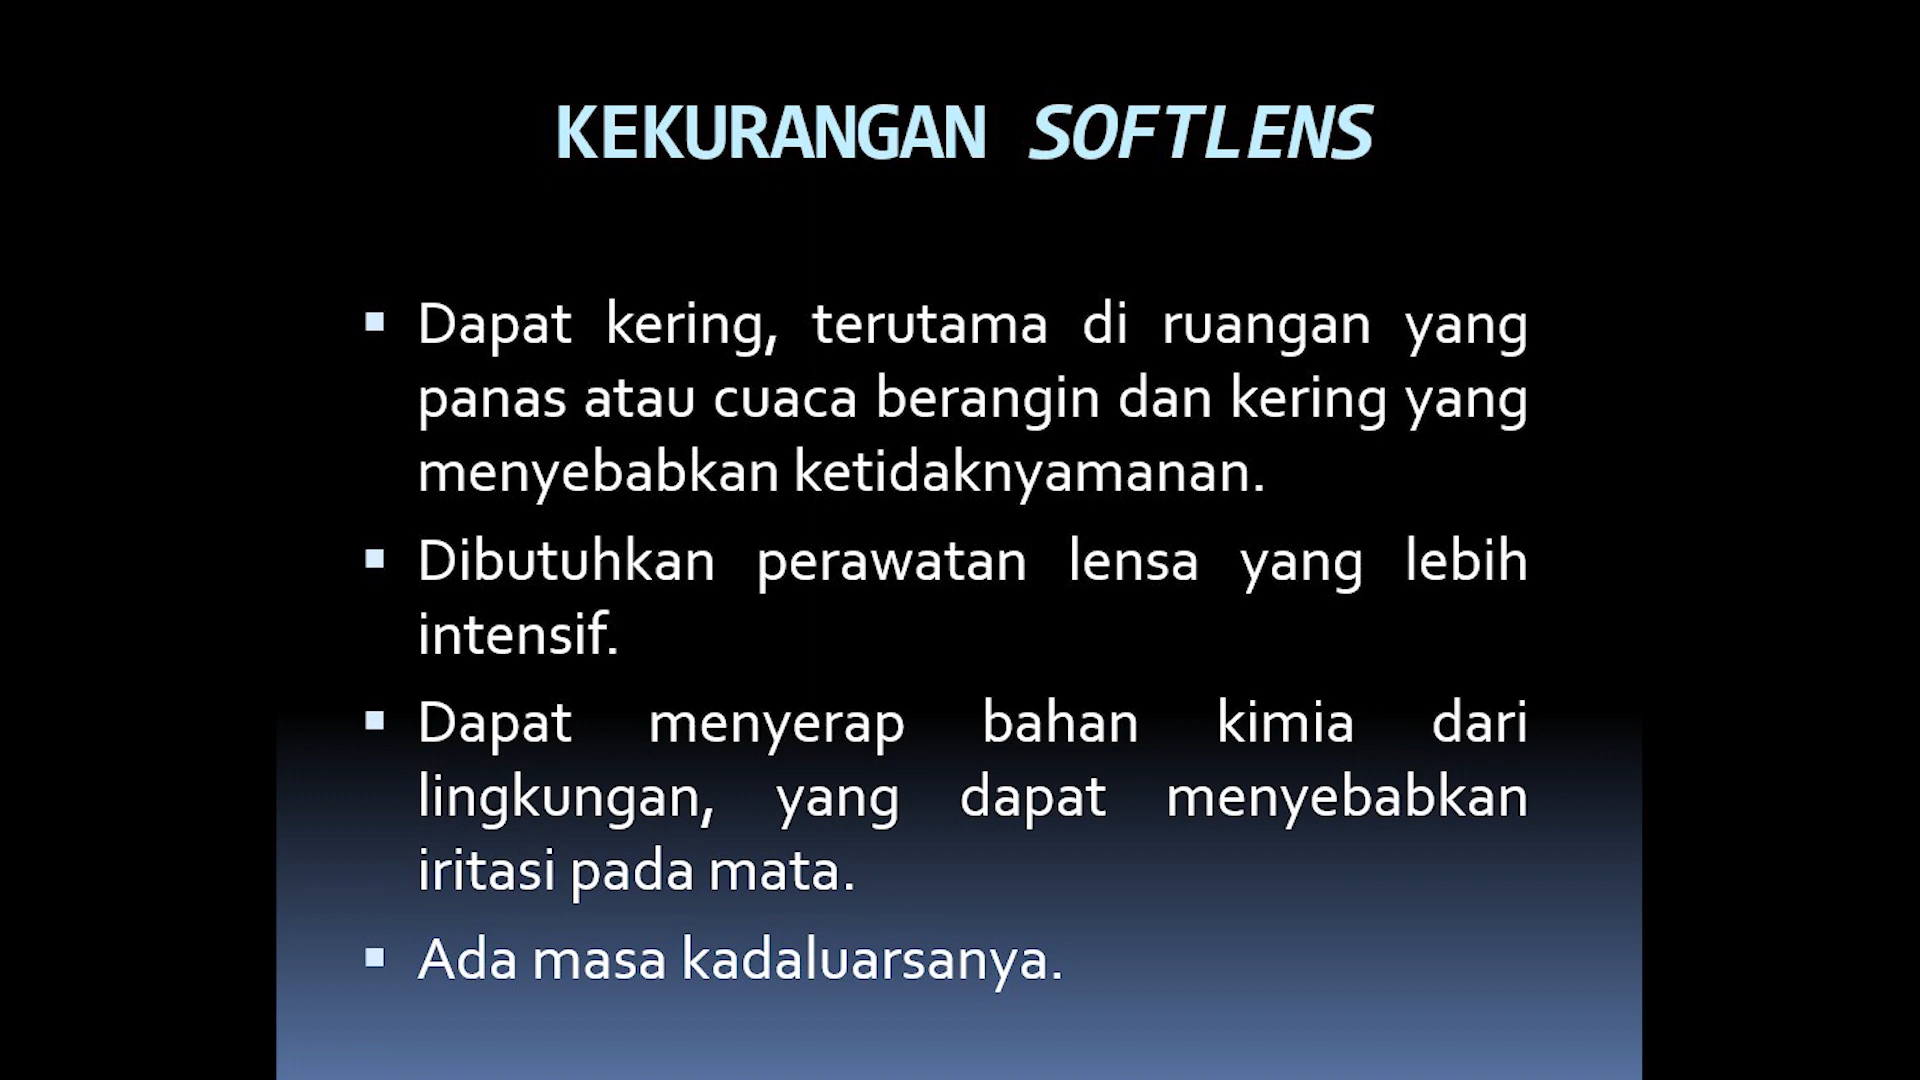 KEKURANGAN SOFTLENS
▪ Dapat kering, terutama di ruangan yang
panas atau cuaca berangin dan kering yang
menyebabkan ketidaknyamanan.
▪ Dibutuhkan perawatan lensa yang lebih
intensif.
▪ Dapat menyerap bahan kimia dari
lingkungan, yang dapat menyebabkan
iritasi pada mata.
▪ Ada masa kadaluarsanya.